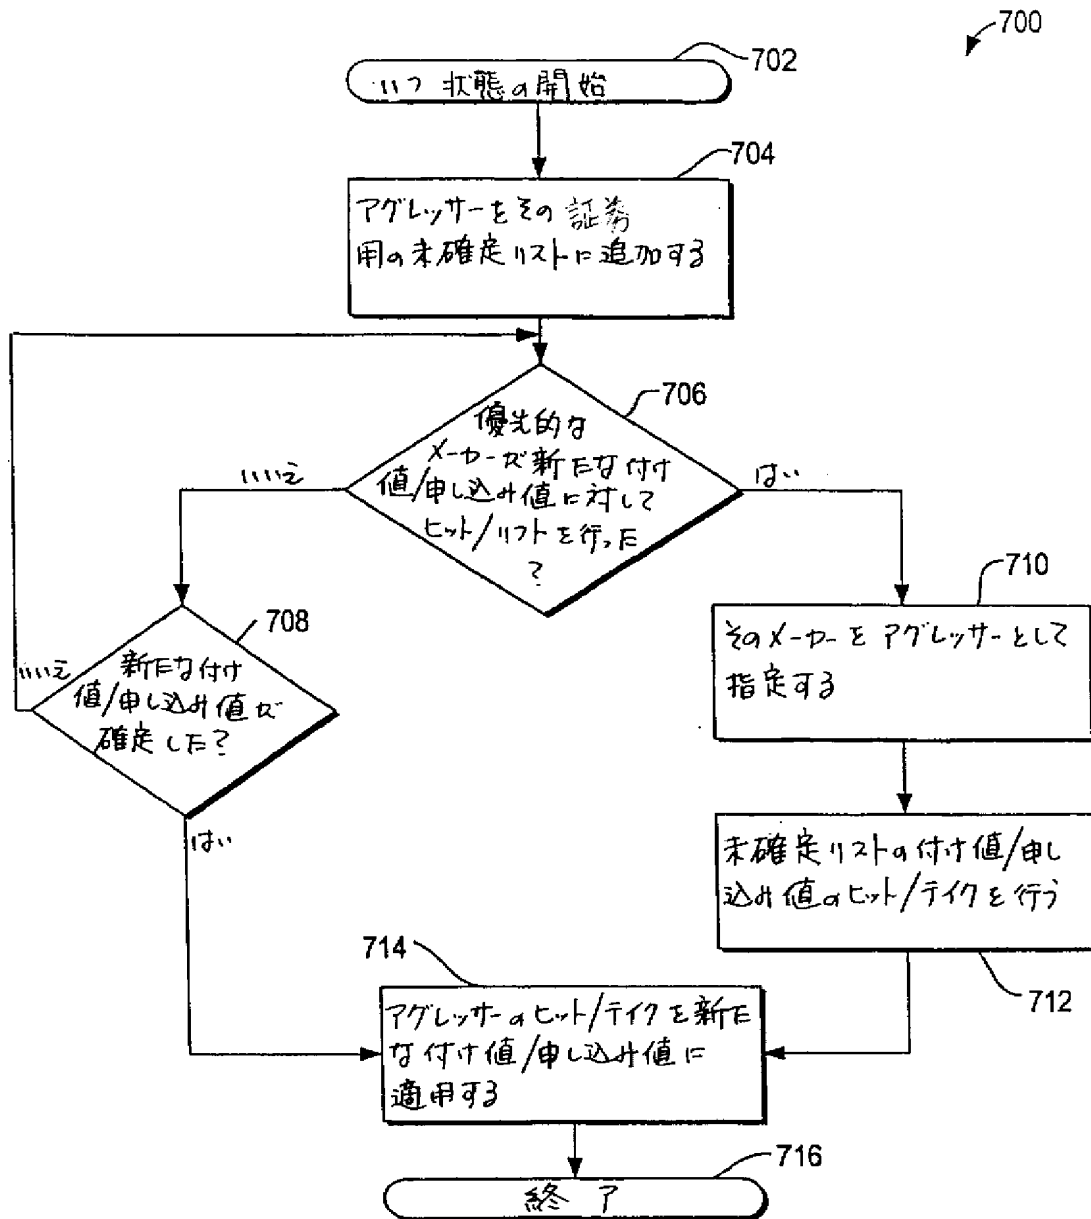 700
702
状態の開始
704
アグレッサーをその 証券
用の未確定リストに追加する
706
優先的な
メーカーが新たな付け
値/申し込み値に対して
ヒット/リフトを行った
?
いいえ
はい
708
新たな付け
値/申し込み値が
確定した?
いいえ
はい
710
そのメーカーを アグレッサーとして
指定する
未確定リストの付け値/申し
込み値のヒット/テイクを行う
712
714
アグレッサーのヒット/テイクを新た
な付け値/申し込み値に
適用する
716
終 了